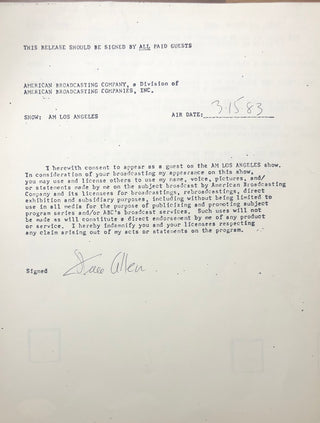 THIS RELEASE SHOULD BE SIGNED BY ALL PAID GUESTS
AMERICAN BROADCASTING COMPANY, a Division of
AMERICAN BROADCASTING COMPANIES, INC.
SHOW: AM LOS ANGELES AIR DATE: 3-15-83
I herewith consent to appear as a guest on the AM LOS ANGELES show.
In consideration of your broadcasting my appearance on this show,
you may use and license others to use my name, voice, pictures, and/
or statements made by me on the subject broadcast by American Broadcasting
Company and its licensees for broadcastings, rebroadcastings, direct
exhibition and subsidiary purposes, including without being limited to
use in all media for the purpose of publicizing and promoting subject
program series and/or ABC's broadcast services. Such uses will not
be made so will constitute a direct endorsement by me of any product
or service. I hereby indemnify you and your licensees respecting
any claim arising out of my acts or statements on the program.
Signed Steve Allen